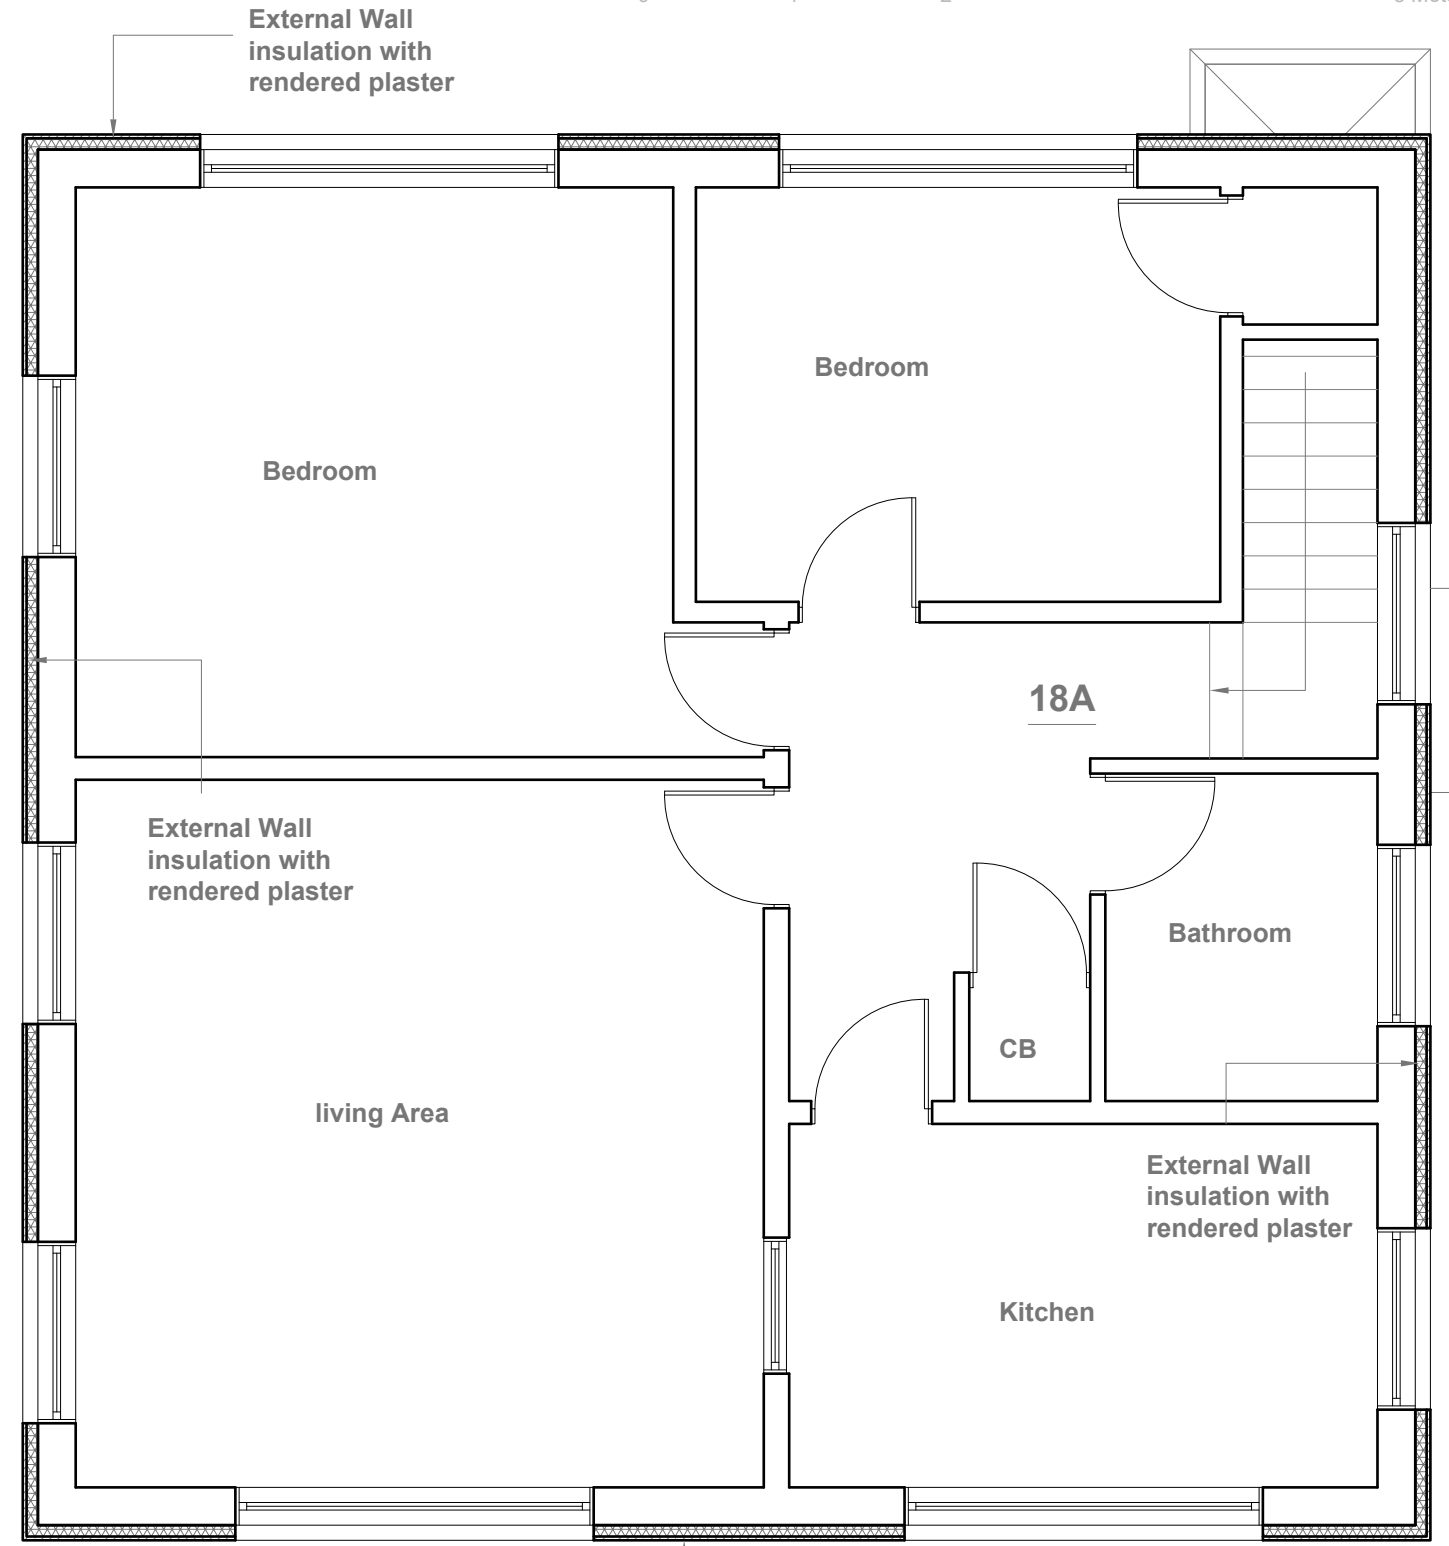 External Wall
insulation with
rendered plaster
Bedroom
Bedroom
18A
External Wall
insulation with
rendered plaster
Bathroom
CB
living Area
External Wall
insulation with
rendered plaster
Kitchen